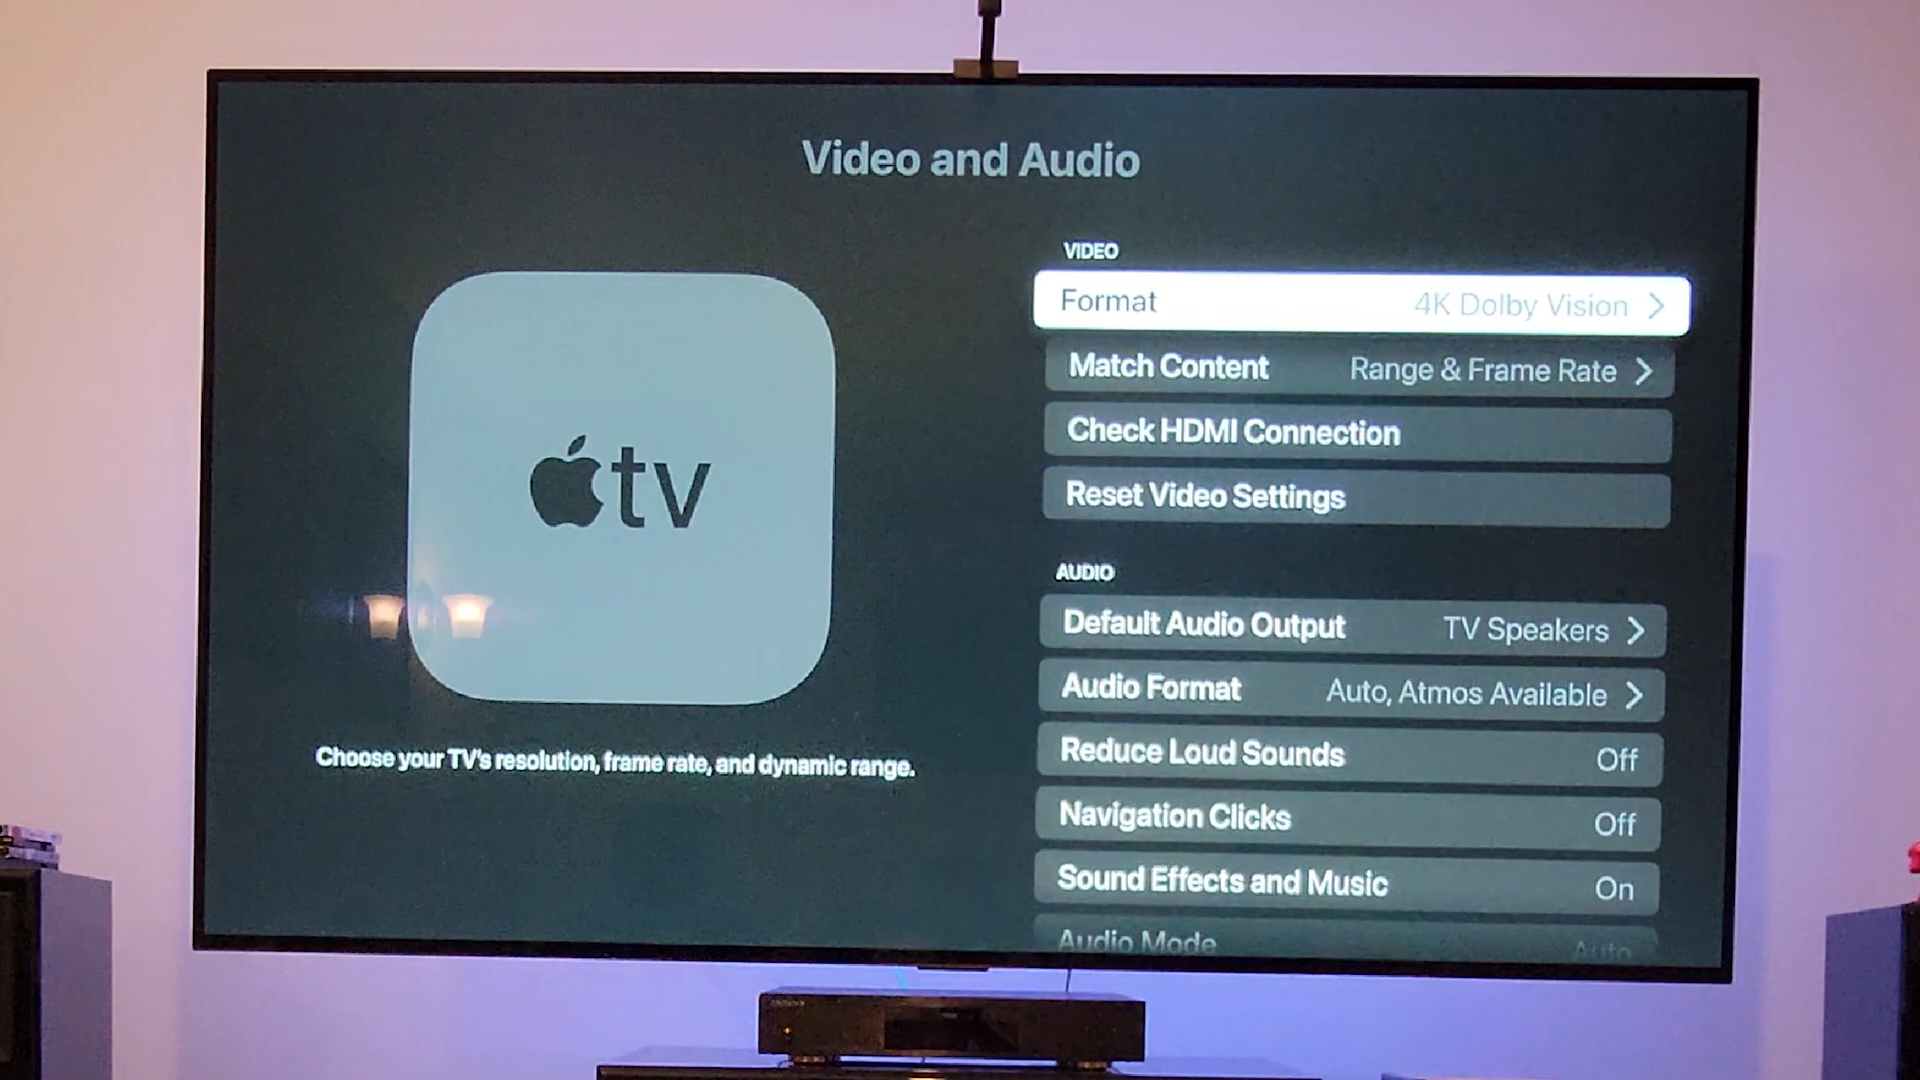 Video and Audio
VIDEO
Format 4K Dolby Vision
Match Content Range & Frame Rate
Check HDMI Connection
Reset Video Settings
tv
Choose your TV's resolution, frame rate, and dynamic range.
AUDIO
Default Audio Output TV Speakers
Audio Format Auto, Atmos Available
Reduce Loud Sounds Off
Navigation Clicks Off
Sound Effects and Music On
Audio Mode Auto